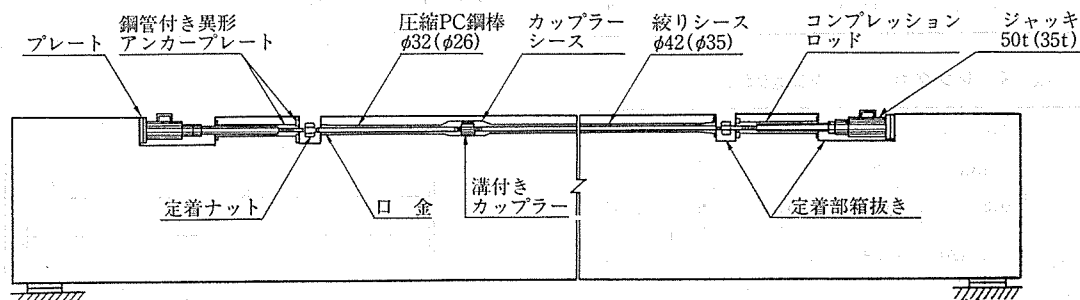 プレート
鋼管付き異形
アンカープレート
圧縮PC鋼棒
φ32(φ26)
カップラー
シース
絞りシース
φ42(φ35)
コンプレッション
ロッド
ジャッキ
50t(35t)
定着ナット
口 金
溝付き
カップラー
定着部箱抜き